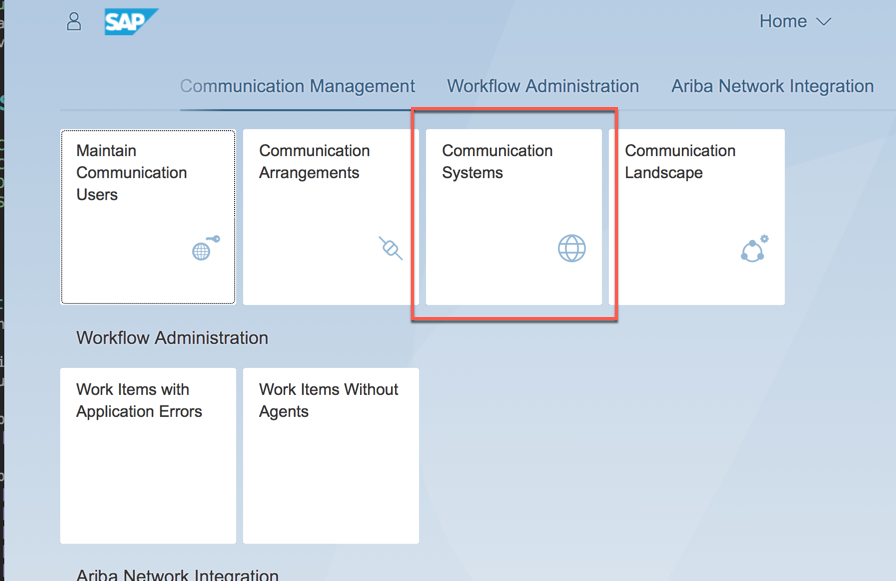 SAP
Home
Communication Management
Workflow Administration
Ariba Network Integration
Maintain
Communication
Users
Communication
Arrangements
Communication
Systems
Communication
Landscape
Workflow Administration
Work Items with
Application Errors
Work Items Without
Agents
Ariba Network Integration